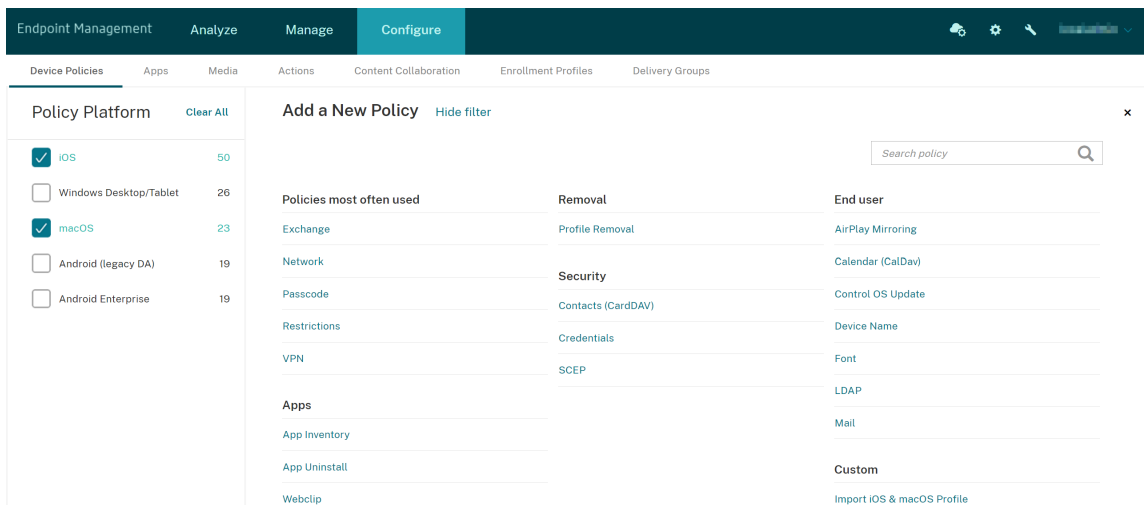 Endpoint Management Analyze Manage Configure
Device Policies Apps Media Actions Content Collaboration Enrollment Profiles Delivery Groups
Policy Platform Clear All
iOS 50
Windows Desktop/Tablet 26
macOS 23
Android (legacy DA) 19
Android Enterprise 19
Add a New Policy Hide filter
Search policy
Policies most often used
Exchange
Network
Passcode
Restrictions
VPN
Apps
App Inventory
App Uninstall
Webclip
Removal
Profile Removal
Security
Contacts (CardDAV)
Credentials
SCEP
End user
AirPlay Mirroring
Calendar (CalDav)
Control OS Update
Device Name
Font
LDAP
Mail
Custom
Import iOS & macOS Profile